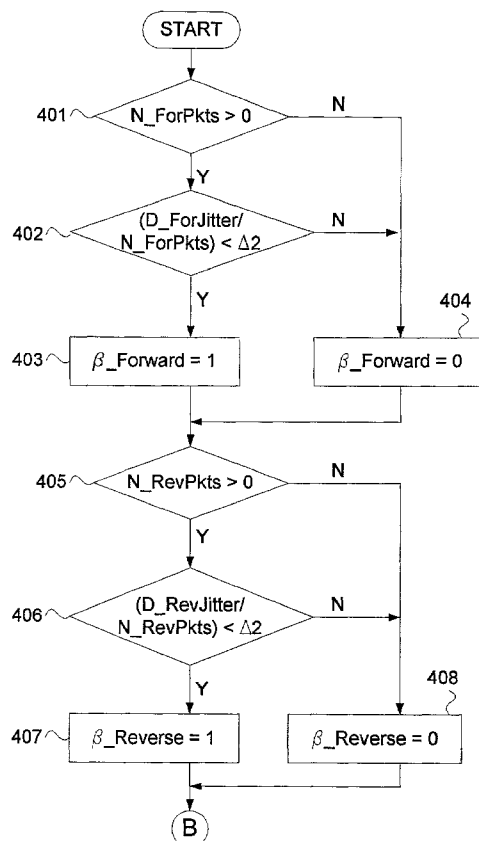 START
401
N_ForPkts > 0
N
Y
402
(D_ForJitter/
N_ForPkts) < Δ2
N
Y
404
403
β_Forward = 1
β_Forward = 0
405
N_RevPkts > 0
N
Y
406
(D_RevJitter/
N_RevPkts) < Δ2
N
Y
408
407
β_Reverse = 1
β_Reverse = 0
B